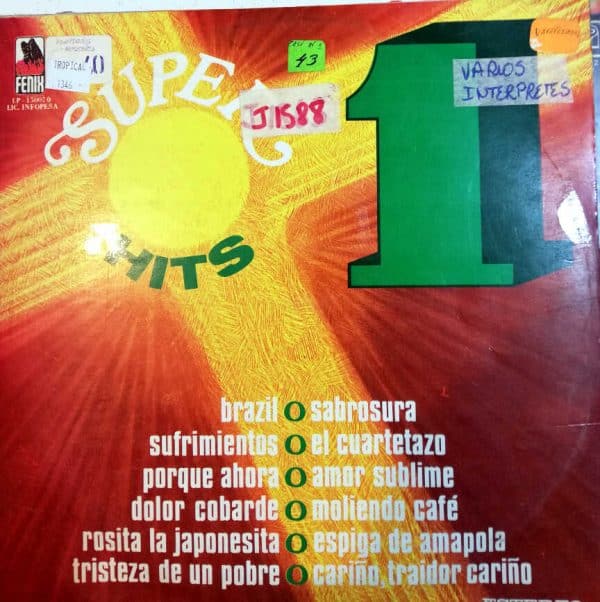 FENIX
LP - 150020
LIC. INFOPESA
TROPICAL
1346
43
SUPER
HITS
J1588
1
VARIOS
INTERPRETES
brazil O sabrosura
sufrimientos O el cuartetazo
porque ahora O amor sublime
dolor cobarde O moliendo café
rosita la japonesita O espiga de amapola
tristeza de un pobre O cariño, traidor cariño